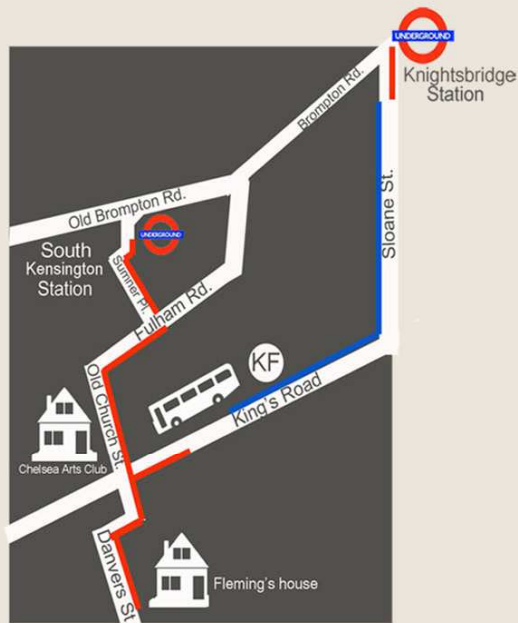 UNDERGROUND
Knightsbridge
Station
Brompton Rd.
Old Brompton Rd.
Sloane St.
UNDERGROUND
South
Kensington
Station
Sumner Pl.
Fulham Rd.
KF
King's Road
Old Church St.
Chelsea Arts Club
Danvers St
Fleming's house